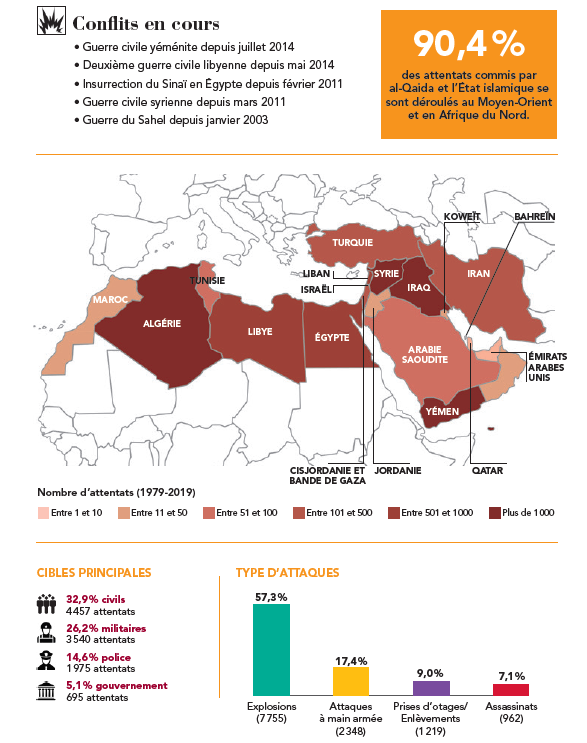 Conflits en cours
• Guerre civile yéménite depuis juillet 2014
• Deuxième guerre civile libyenne depuis mai 2014
• Insurrection du Sinaï en Égypte depuis février 2011
• Guerre civile syrienne depuis mars 2011
• Guerre du Sahel depuis janvier 2003
90,4 %
des attentats commis par
al-Qaida et l'État islamique se
sont déroulés au Moyen-Orient
et en Afrique du Nord.
KOWEÏT
BAHREÏN
TURQUIE
LIBAN
SYRIE
IRAN
ISRAËL
IRAQ
TUNISIE
MAROC
ALGÉRIE
LIBYE
ÉGYPTE
ARABIE
SAOUDITE
ÉMIRATS
ARABES
UNIS
YÉMEN
CISJORDANIE ET
BANDE DE GAZA
JORDANIE
QATAR
Nombre d'attentats (1979-2019)
Entre 1 et 10
Entre 11 et 50
Entre 51 et 100
Entre 101 et 500
Entre 501 et 1000
Plus de 1000
CIBLES PRINCIPALES
32,9% civils
4457 attentats
26,2% militaires
3540 attentats
14,6% police
1975 attentats
5,1% gouvernement
695 attentats
TYPE D'ATTAQUES
57,3%
17,4%
9,0%
7,1%
Explosions
(7755)
Attaques
à main armée
(2348)
Prises d'otages/
Enlèvements
(1219)
Assassinats
(962)